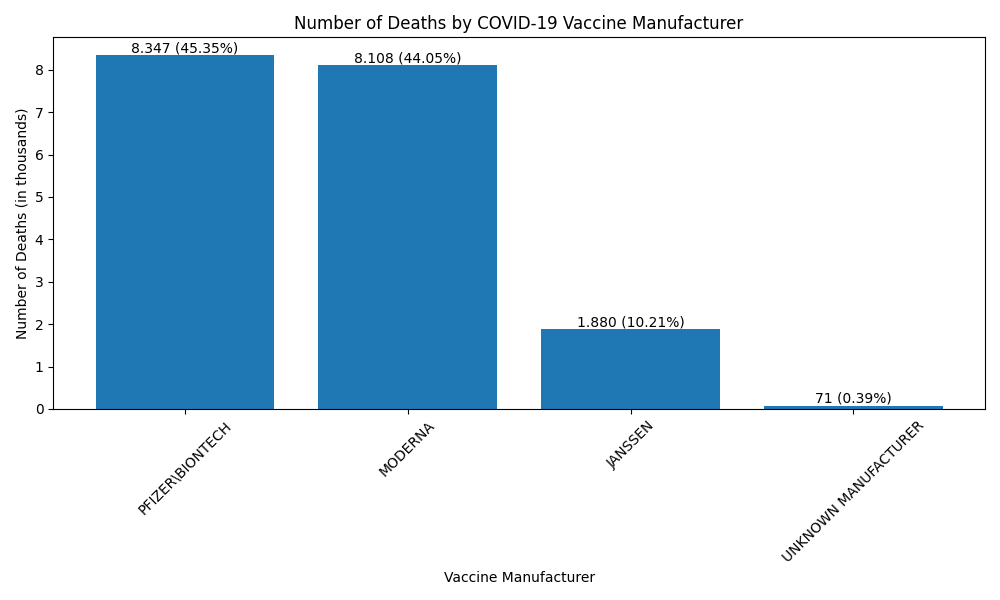 Number of Deaths by COVID-19 Vaccine Manufacturer
8.347 (45.35%)
8.108 (44.05%)
1.880 (10.21%)
71 (0.39%)
Number of Deaths (in thousands)
8
7
6
5
4
3
2
1
0
PFIZER\BIONTECH
MODERNA
JANSSEN
UNKNOWN MANUFACTURER
Vaccine Manufacturer